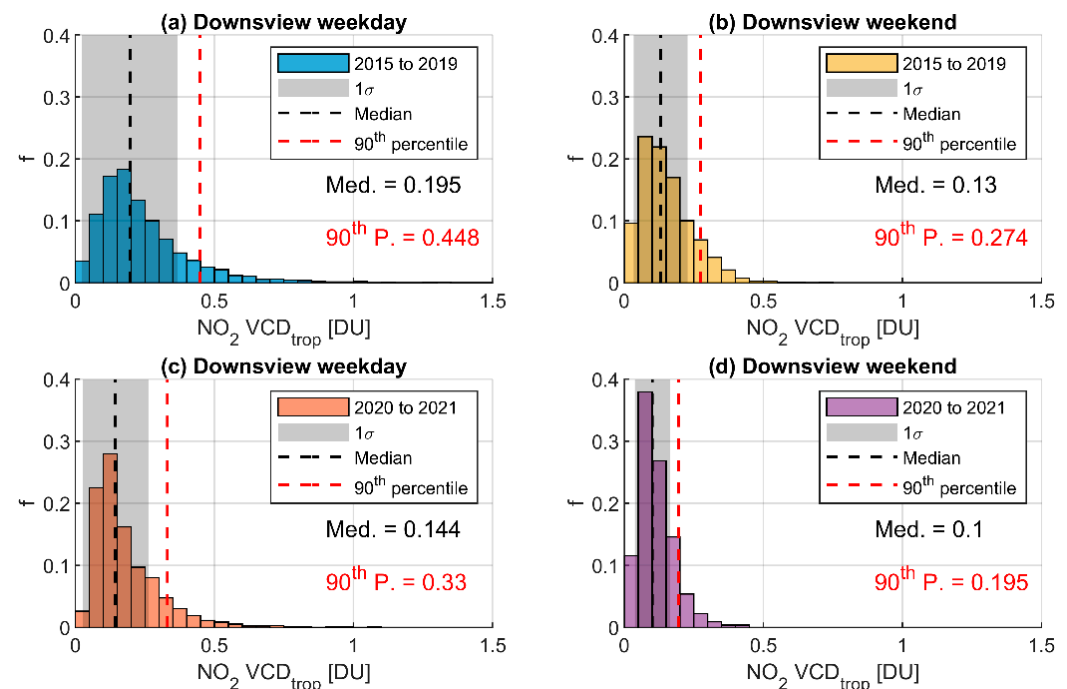 (a) Downsview weekday
0.4
0.3
0.2
0.1
0
f
0
0.5
1
1.5
NO₂ VCD_trop [DU]
2015 to 2019
1σ
Median
90th percentile
Med. = 0.195
90th P. = 0.448
(b) Downsview weekend
0.4
0.3
0.2
0.1
0
f
0
0.5
1
1.5
NO₂ VCD_trop [DU]
2015 to 2019
1σ
Median
90th percentile
Med. = 0.13
90th P. = 0.274
(c) Downsview weekday
0.4
0.3
0.2
0.1
0
f
0
0.5
1
1.5
NO₂ VCD_trop [DU]
2020 to 2021
1σ
Median
90th percentile
Med. = 0.144
90th P. = 0.33
(d) Downsview weekend
0.4
0.3
0.2
0.1
0
f
0
0.5
1
1.5
NO₂ VCD_trop [DU]
2020 to 2021
1σ
Median
90th percentile
Med. = 0.1
90th P. = 0.195